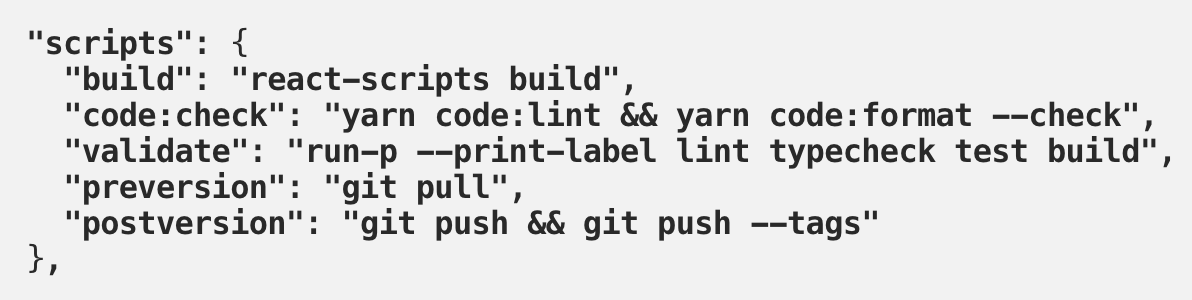 "scripts": {
  "build": "react-scripts build",
  "code:check": "yarn code:lint && yarn code:format --check",
  "validate": "run-p --print-label lint typecheck test build",
  "preversion": "git pull",
  "postversion": "git push && git push --tags"
},